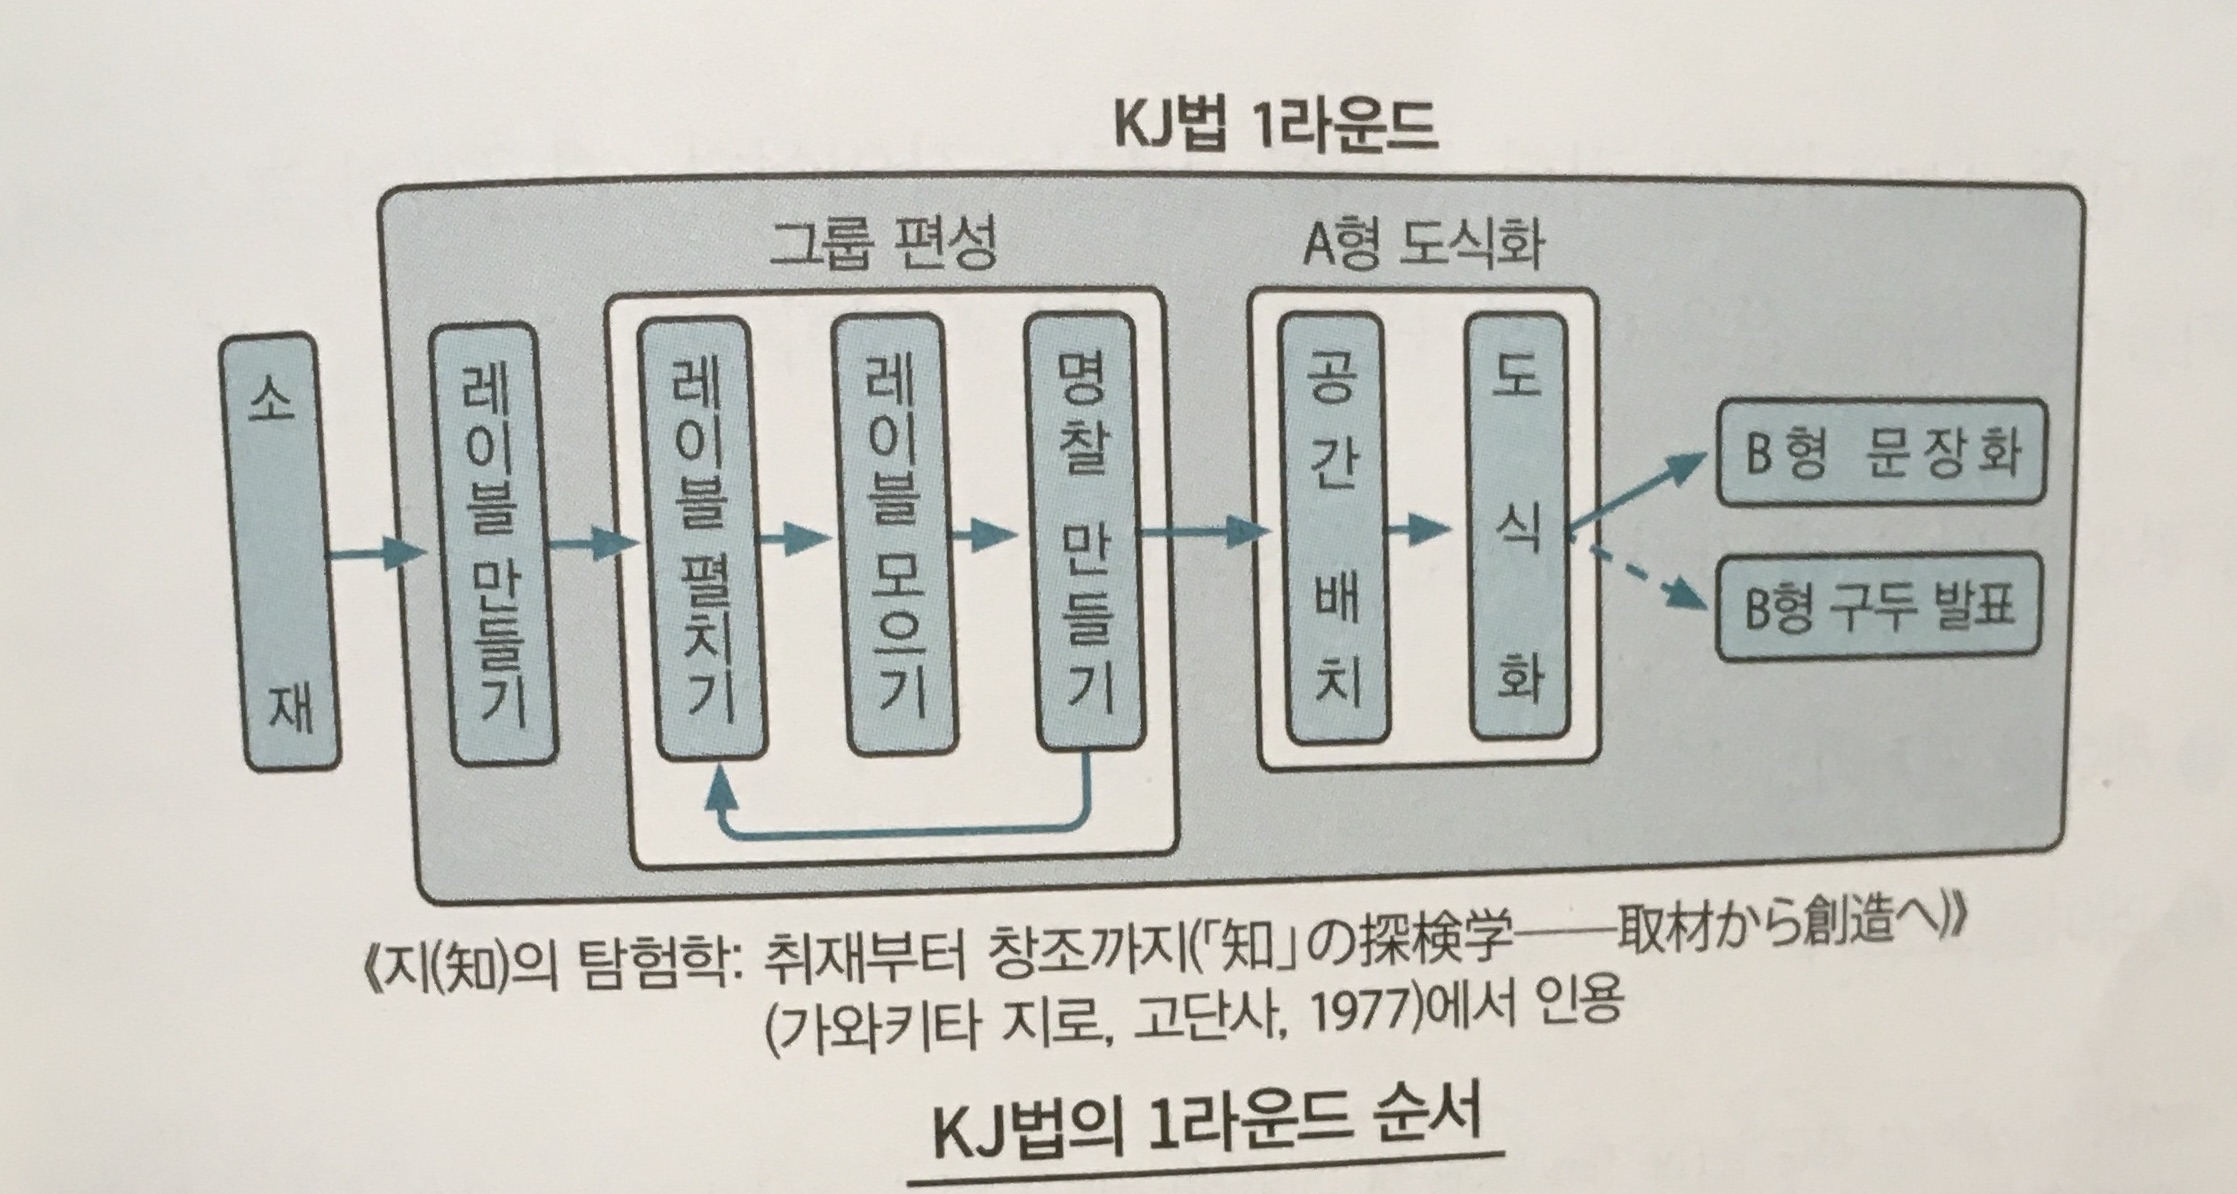 KJ법 1라운드
그룹 편성
A형 도식화
소재
레이블 만들기
레이블 펼치기
레이블 모으기
명찰 만들기
공간 배치
도식화
B형 문장화
B형 구두 발표
《지(知)의 탐험학: 취재부터 창조까지(「知」の探検学――取材から創造へ)》
(가와키타 지로, 고단사, 1977)에서 인용
KJ법의 1라운드 순서